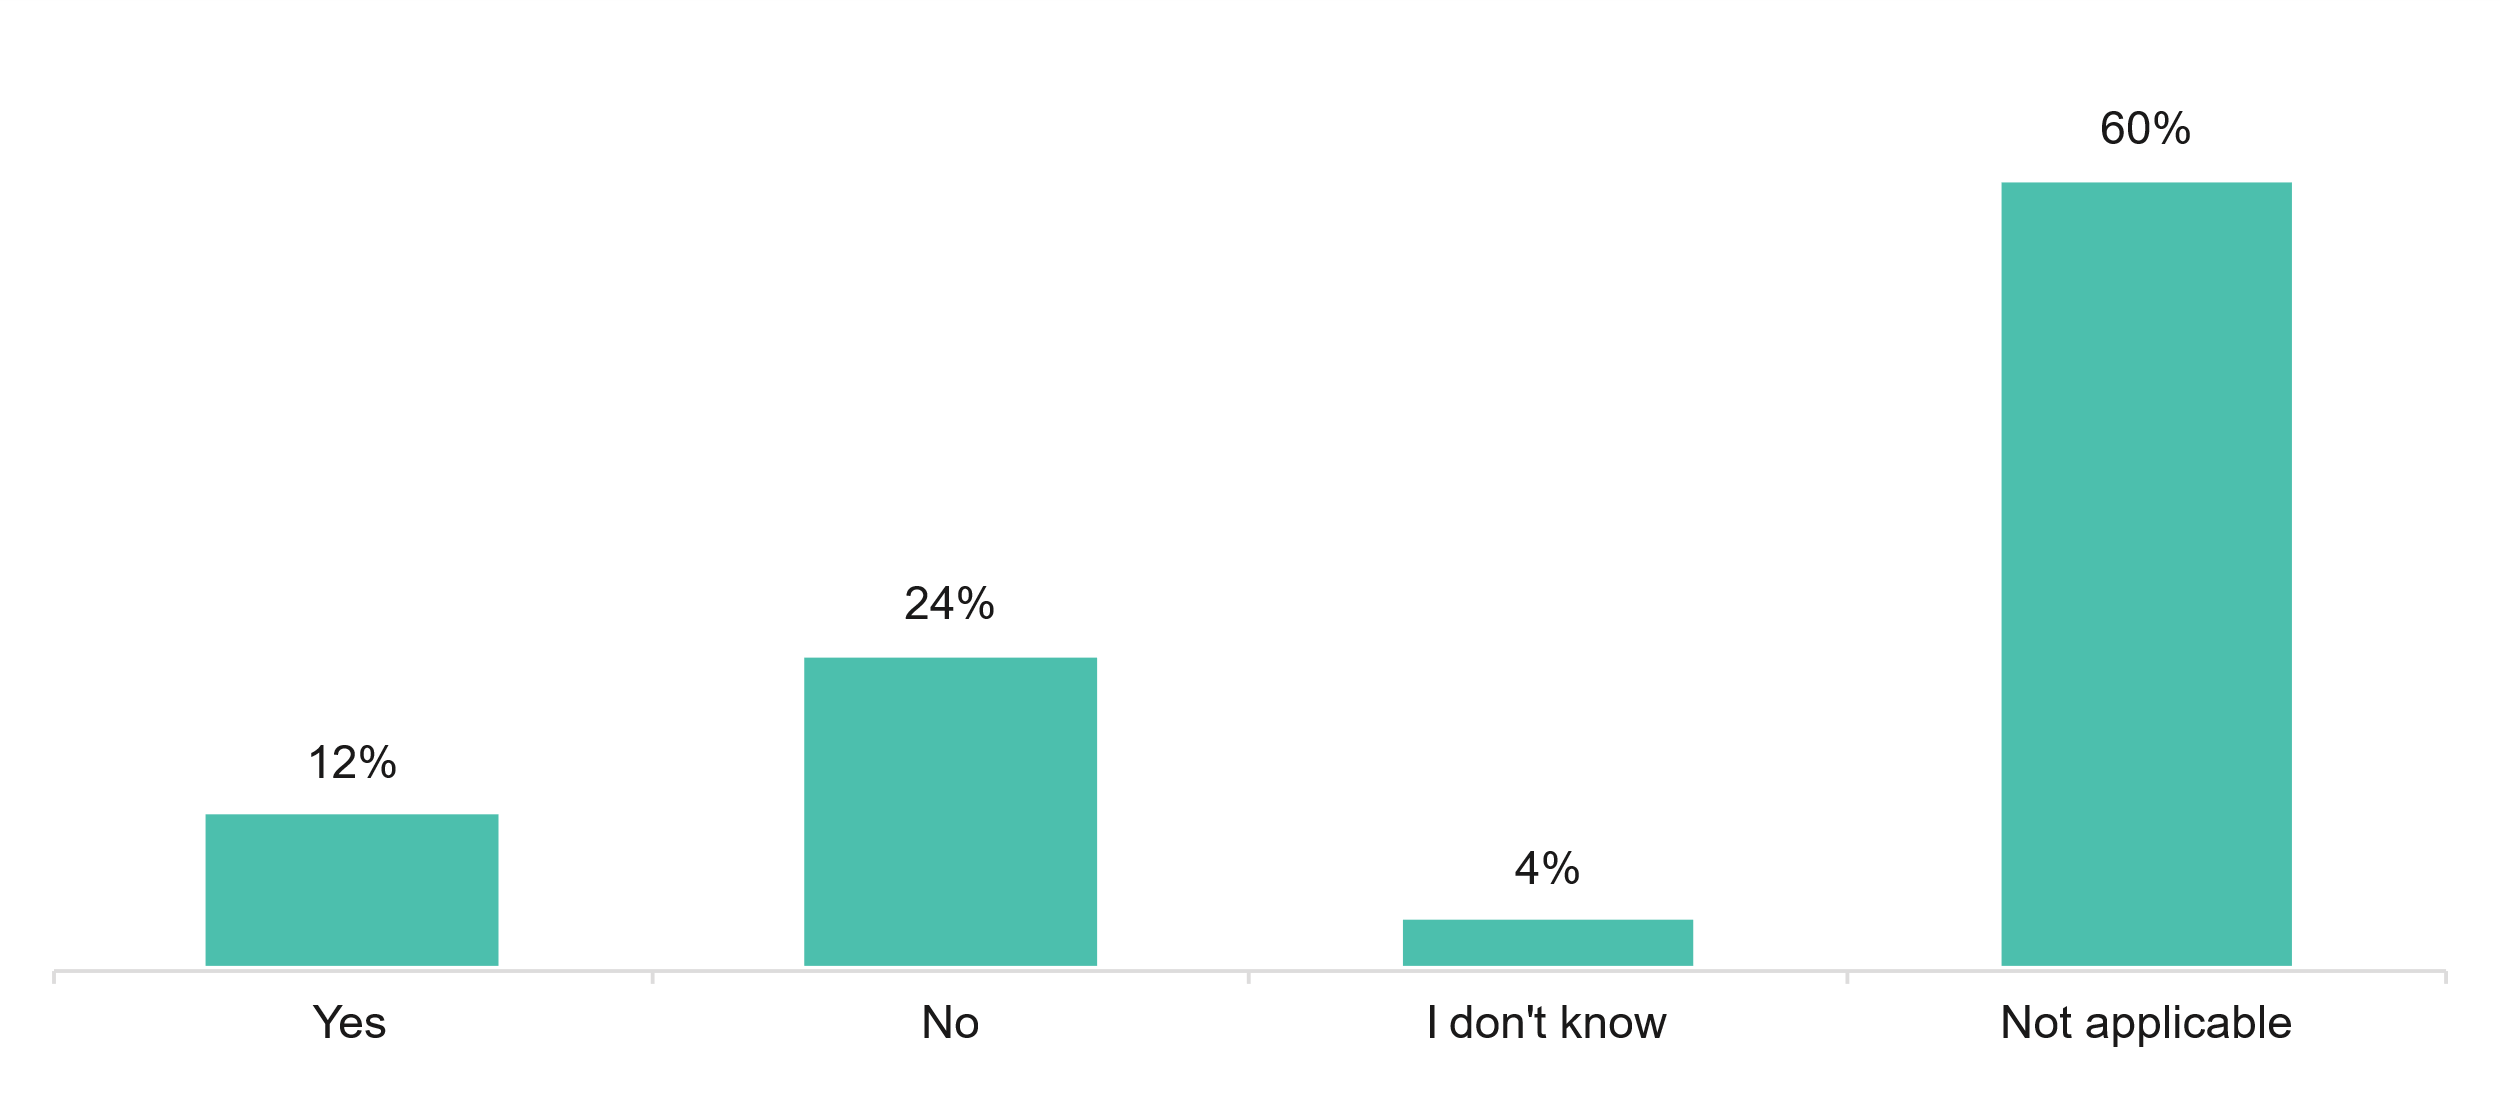 60%
24%
12%
4%
Yes No I don't know Not applicable